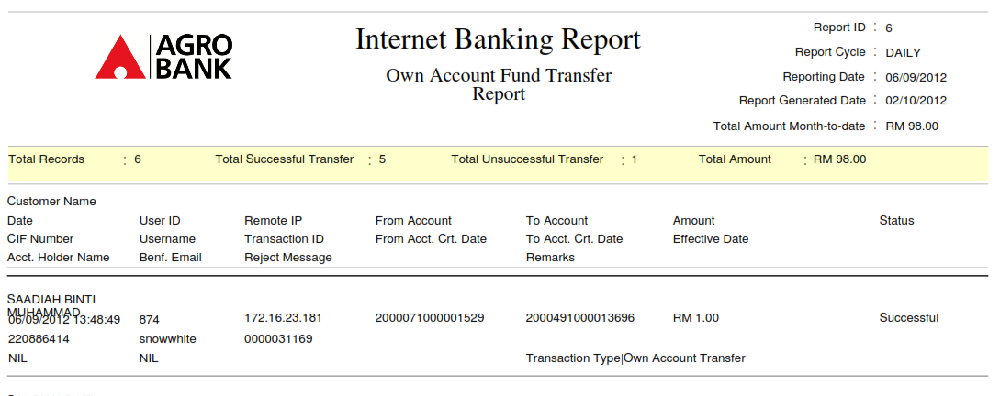 AGRO
BANK
Internet Banking Report
Own Account Fund Transfer
Report
Report ID : 6
Report Cycle : DAILY
Reporting Date : 06/09/2012
Report Generated Date : 02/10/2012
Total Amount Month-to-date : RM 98.00
Total Records : 6 Total Successful Transfer : 5 Total Unsuccessful Transfer : 1 Total Amount : RM 98.00
Customer Name
Date User ID Remote IP From Account To Account Amount Status
CIF Number Username Transaction ID From Acct. Crt. Date To Acct. Crt. Date Effective Date
Acct. Holder Name Benf. Email Reject Message Remarks
SAADIAH BINTI
MUHAMMAD
06/09/2012 13:48:49 874 172.16.23.181 2000071000001529 2000491000013696 RM 1.00 Successful
220886414 snowwhite 0000031169
NIL NIL Transaction Type|Own Account Transfer